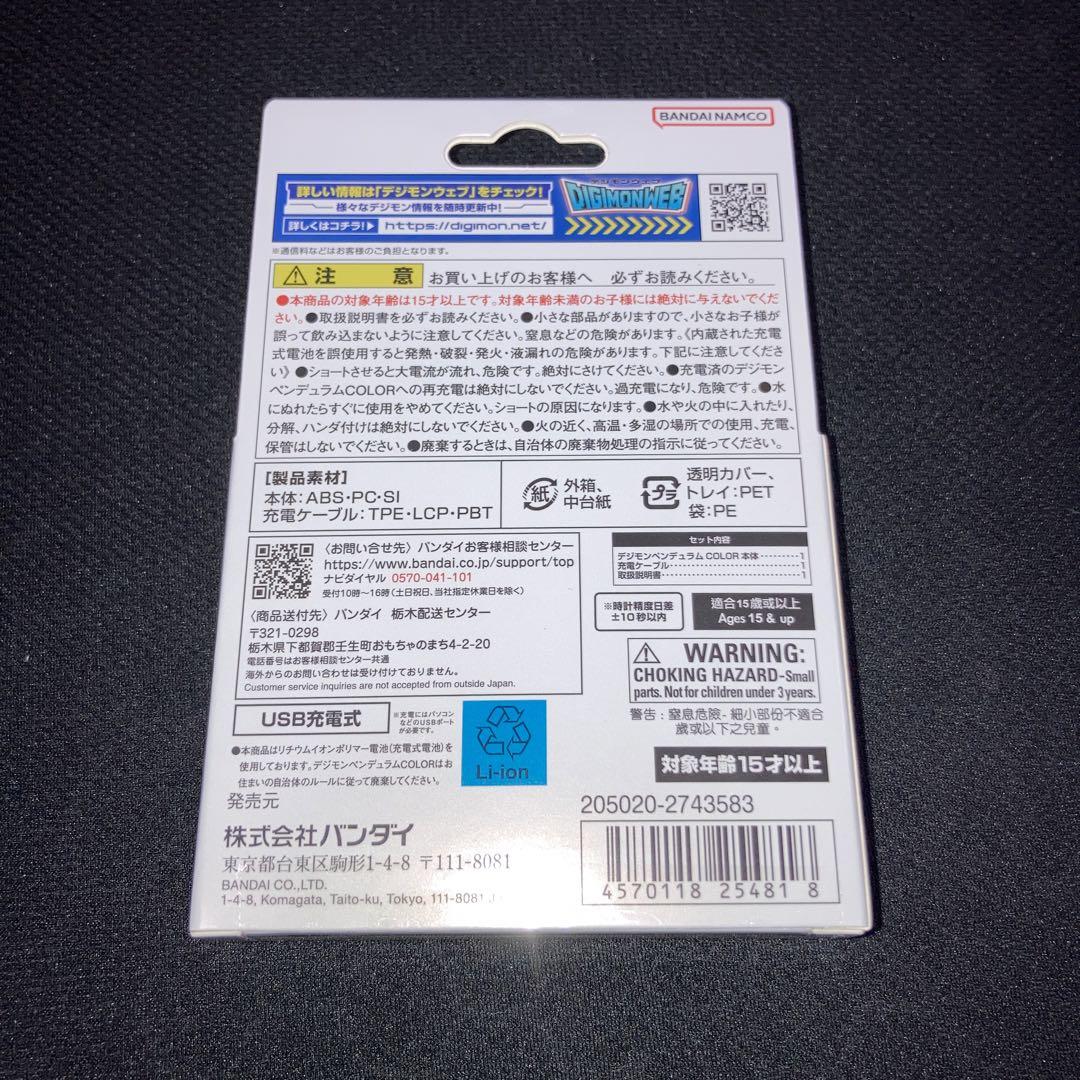 BANDAI NAMCO
詳しい情報は「デジモンウェブ」をチェック!
様々なデジモン情報を随時更新中!
詳しくはコチラ!▶ https://digimon.net/
デジモンウェブ
DIGIMONWEB
※通信料などはお客様のご負担となります。
⚠注 意 お買い上げのお客様へ 必ずお読みください。
●本商品の対象年齢は15才以上です。対象年齢未満のお子様には絶対に与えないでくだ
さい。●取扱説明書を必ずお読みください。●小さな部品がありますので、小さなお子様が
誤って飲み込まないように注意してください。窒息などの危険があります。《内蔵された充電
式電池を誤使用すると発熱・破裂・発火・液漏れの危険があります。下記に注意してくださ
い》●ショートさせると大電流が流れ、危険です。絶対にさけてください。●充電済のデジモン
ペンデュラムCOLORへの再充電は絶対にしないでください。過充電になり、危険です。●水
にぬれたらすぐに使用をやめてください。ショートの原因になります。●水や火の中に入れたり、
分解、ハンダ付けは絶対にしないでください。●火の近く、高温・多湿の場所での使用、充電、
保管はしないでください。●廃棄するときは、自治体の廃棄物処理の指示に従ってください。
【製品素材】
本体:ABS・PC・SI
充電ケーブル:TPE・LCP・PBT
紙
外箱、
中台紙
プラ
透明カバー、
トレイ:PET
袋:PE
〈お問い合せ先〉バンダイお客様相談センター
https://www.bandai.co.jp/support/top
ナビダイヤル 0570-041-101
受付10時～16時(土日祝日、当社指定休業日を除く)
〈商品送付先〉バンダイ 栃木配送センター
〒321-0298
栃木県下都賀郡壬生町おもちゃのまち4-2-20
電話番号はお客様相談センター共通
海外からのお問い合わせは受け付けておりません。
Customer service inquiries are not accepted from outside Japan.
セット内容
デジモンペンデュラム COLOR 本体----------1
充電ケーブル----------1
取扱説明書----------1
※時計精度日差
±10秒以内
適合15歲或以上
Ages 15 & up
⚠ WARNING:
CHOKING HAZARD-Small
parts. Not for children under 3 years.
警告:窒息危險-細小部份不適合
歲或以下之兒童。
USB充電式
※充電にはパソコン
などのUSBポート
が必要です。
●本商品はリチウムイオンポリマー電池(充電式電池)を
使用しております。デジモンペンデュラムCOLORはお
住まいの自治体のルールに従って廃棄してください。
Li-ion
対象年齢15才以上
発売元
株式会社バンダイ
東京都台東区駒形1-4-8 〒111-8081
BANDAI CO.,LTD.
1-4-8, Komagata, Taito-ku, Tokyo, 111-8081
205020-2743583
4570118 25481 8